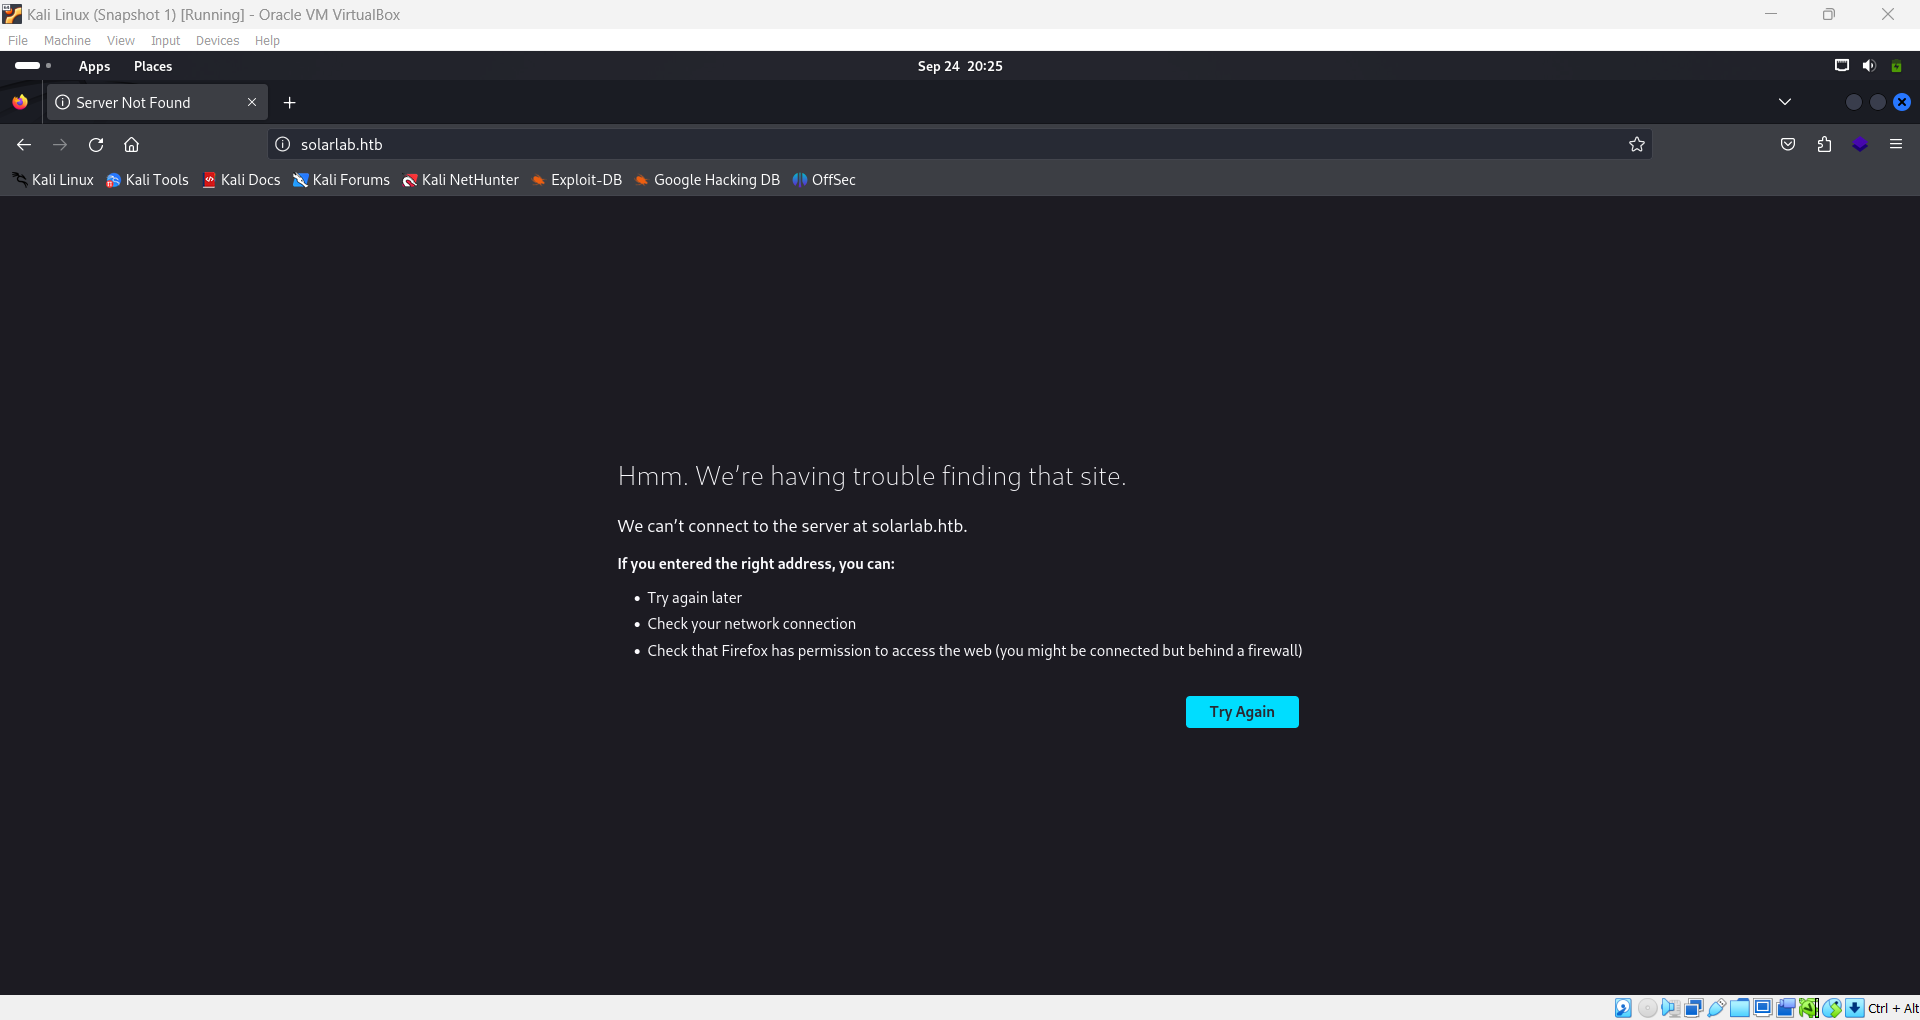 Kali Linux (Snapshot 1) [Running] - Oracle VM VirtualBox
File Machine View Input Devices Help
Apps Places Sep 24 20:25
Server Not Found
solarlab.htb
Kali Linux Kali Tools Kali Docs Kali Forums Kali NetHunter Exploit-DB Google Hacking DB OffSec
Hmm. We’re having trouble finding that site.
We can’t connect to the server at solarlab.htb.
If you entered the right address, you can:
Try again later
Check your network connection
Check that Firefox has permission to access the web (you might be connected but behind a firewall)
Try Again
Ctrl + Alt